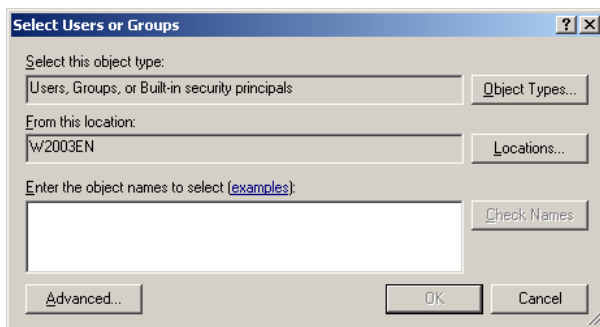 Select Users or Groups
Select this object type:
Users, Groups, or Built-in security principals
Object Types...
From this location:
W2003EN
Locations...
Enter the object names to select (examples):
Check Names
Advanced...
OK
Cancel